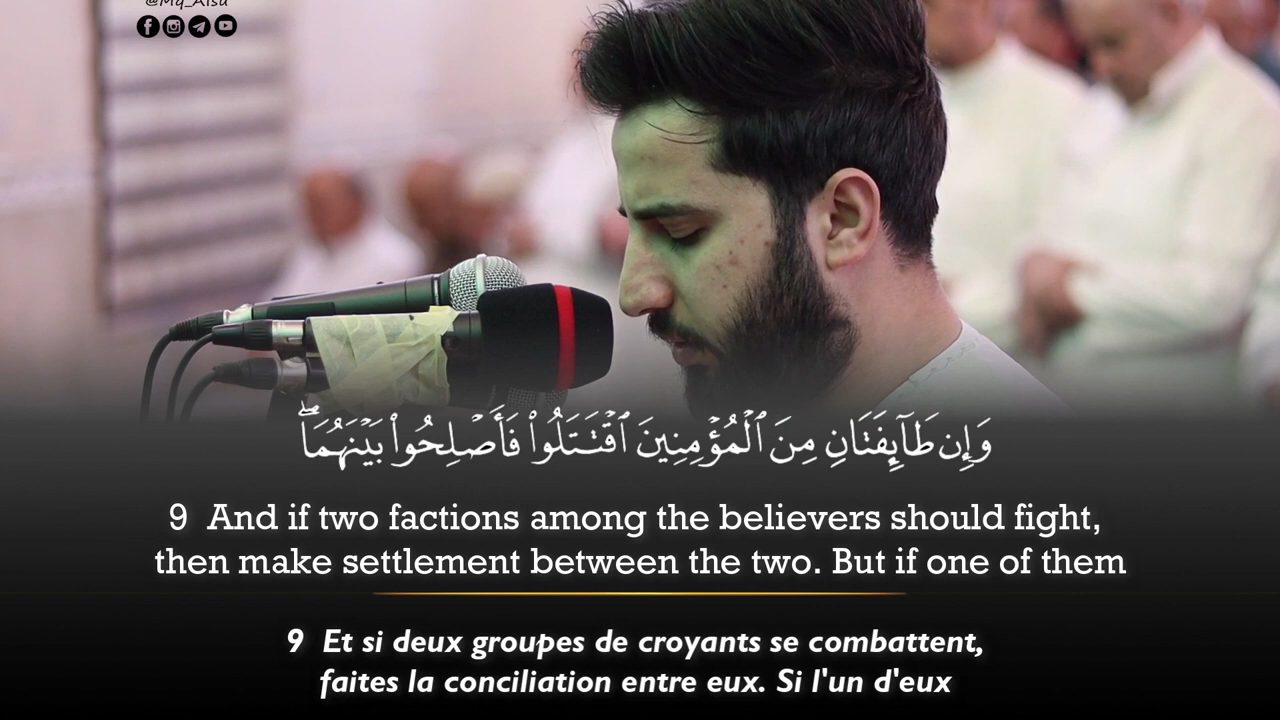 وَإِن طَآئِفَتَانِ مِنَ ٱلْمُؤْمِنِينَ ٱقْتَتَلُوا۟ فَأَصْلِحُوا۟ بَيْنَهُمَا ۖ
9 And if two factions among the believers should fight,
then make settlement between the two. But if one of them
9 Et si deux groupes de croyants se combattent,
faites la conciliation entre eux. Si l'un d'eux